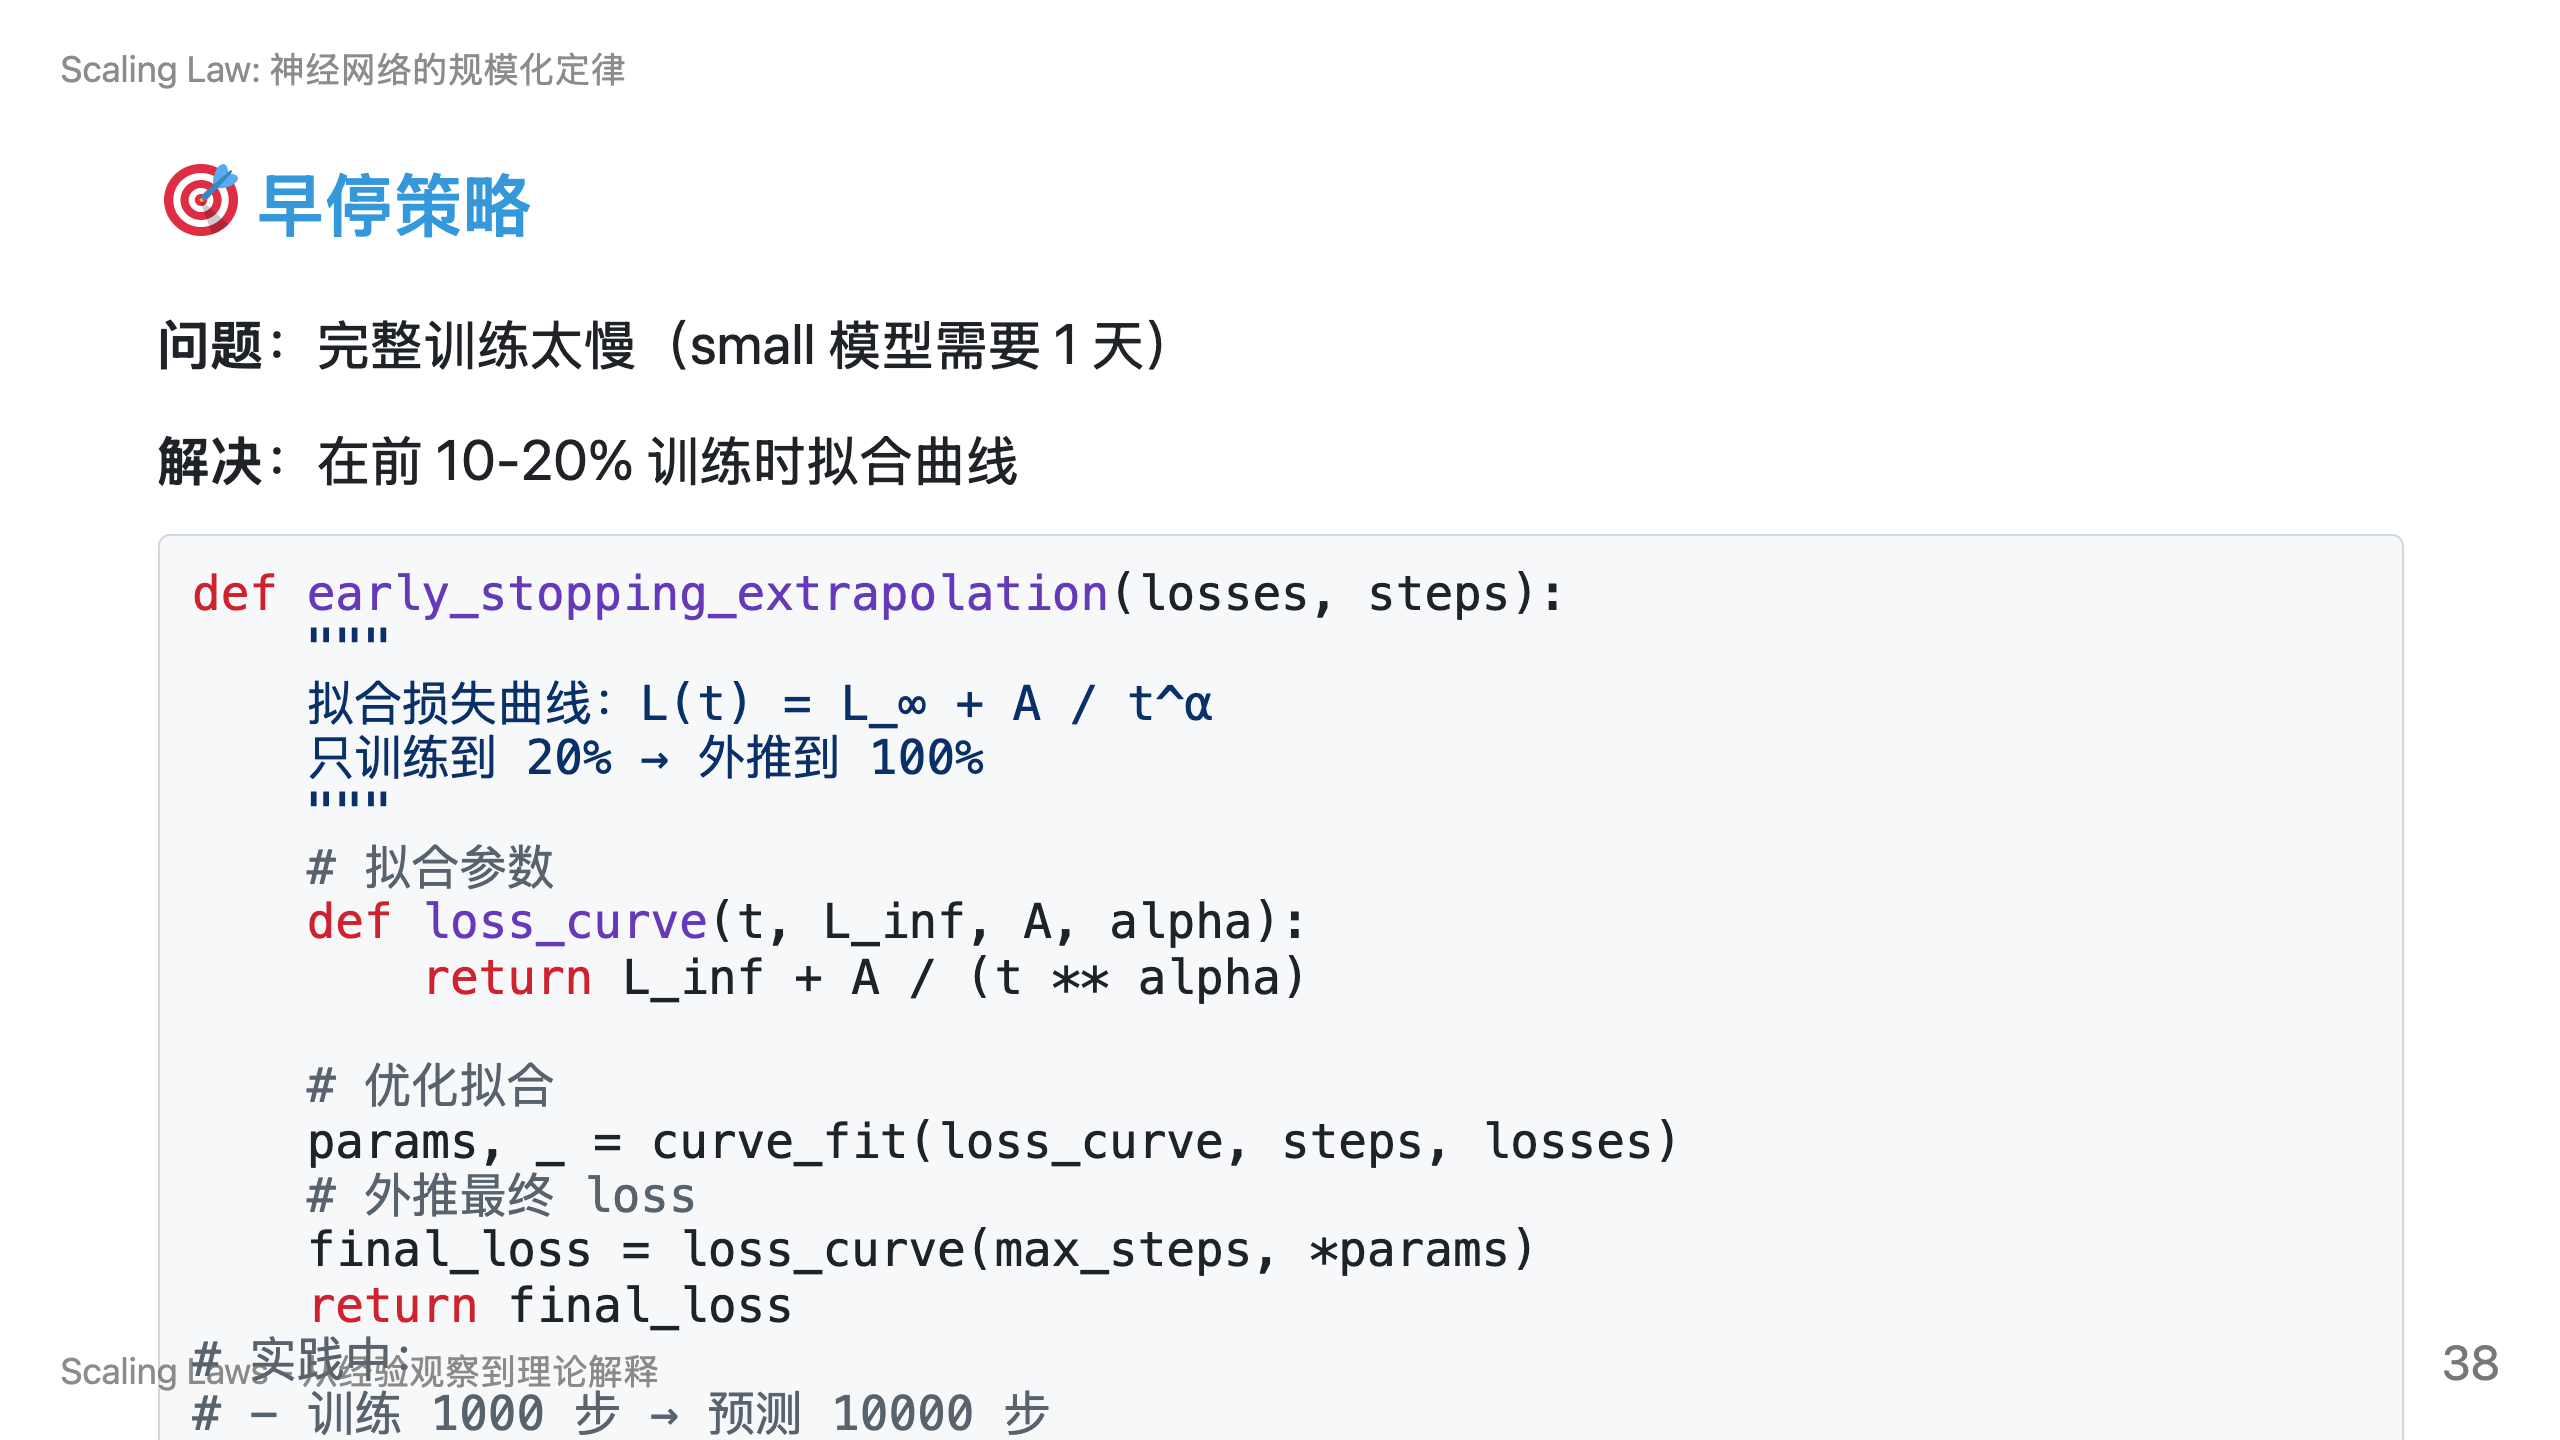 Scaling Law: 神经网络的规模化定律
🎯 早停策略
问题：完整训练太慢（small 模型需要 1 天）
解决：在前 10-20% 训练时拟合曲线
def early_stopping_extrapolation(losses, steps):
    """
    拟合损失曲线：L(t) = L_∞ + A / t^α
    只训练到 20% → 外推到 100%
    """
    # 拟合参数
    def loss_curve(t, L_inf, A, alpha):
        return L_inf + A / (t ** alpha)
    # 优化拟合
    params, _ = curve_fit(loss_curve, steps, losses)
    # 外推最终 loss
    final_loss = loss_curve(max_steps, *params)
    return final_loss
# 实践中：
Scaling Laws - 从经验观察到理论解释
38
# - 训练 1000 步 → 预测 10000 步